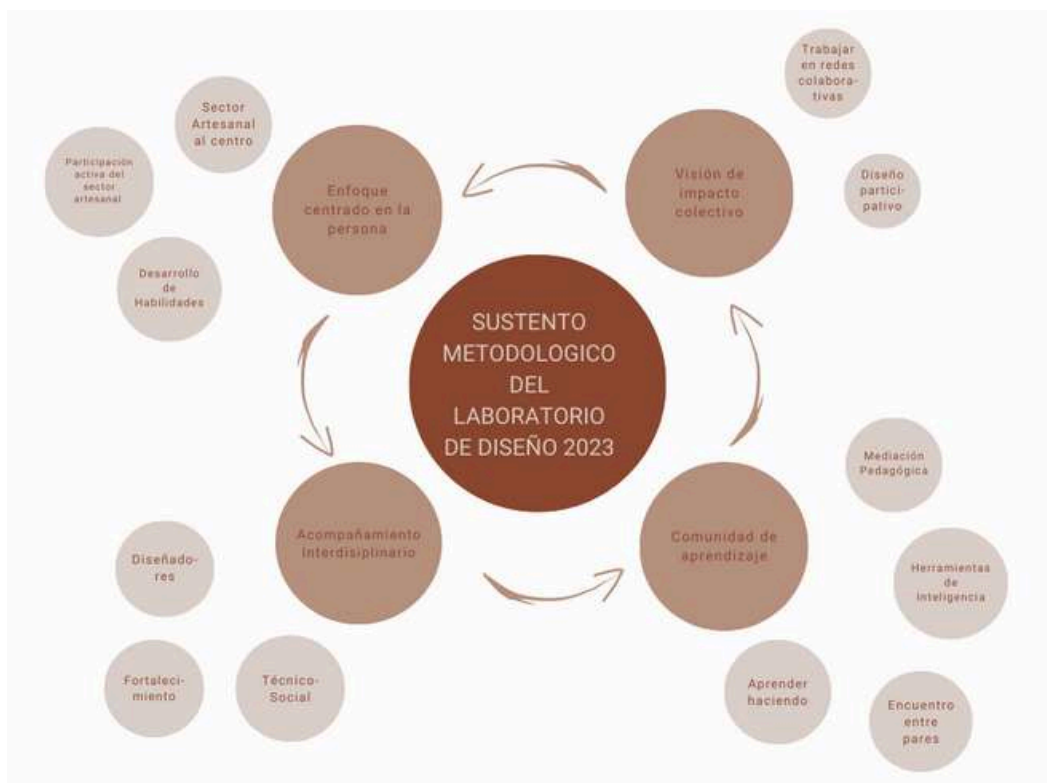 Trabajar
en redes
colabora-
tivas
Sector
Artesanal
al centro
Participación
activa del
sector
artesanal
Enfoque
centrado en la
persona
Visión de
impacto
colectivo
Diseño
partici-
pativo
Desarrollo
de
Habilidades
SUSTENTO
METODOLOGICO
DEL
LABORATORIO
DE DISEÑO 2023
Mediación
Pedagógica
Acompañamiento
Interdisiplinario
Comunidad de
aprendizaje
Diseñado-
res
Herramientas
de
Inteligencia
Fortaleci-
miento
Técnico-
Social
Aprender
haciendo
Encuentro
entre
pares